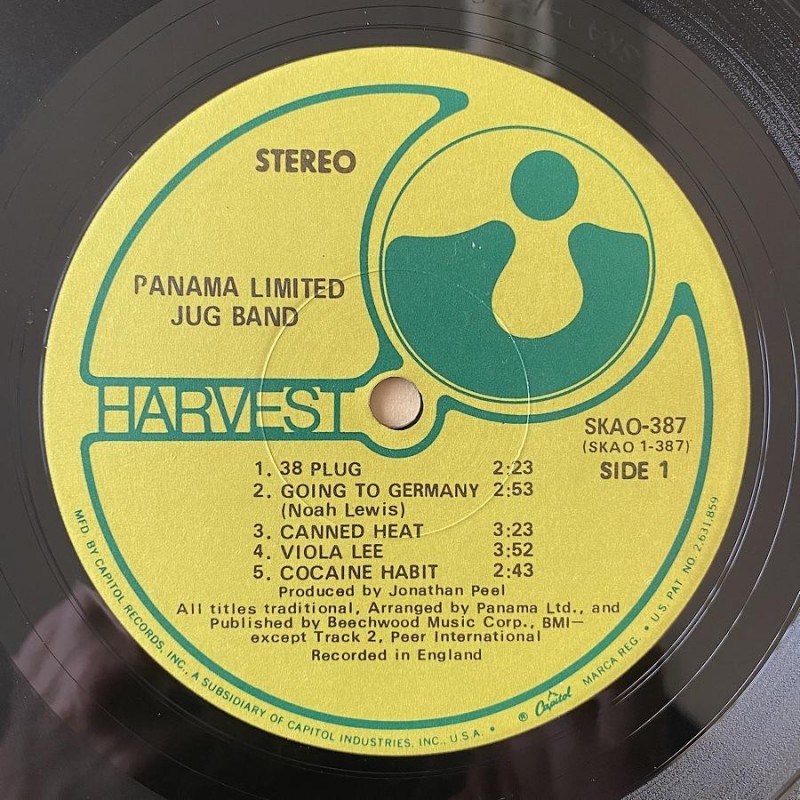 STEREO
PANAMA LIMITED
JUG BAND
HARVEST
SKAO-387
(SKAO 1-387)
SIDE 1
1. 38 PLUG 2:23
2. GOING TO GERMANY 2:53
(Noah Lewis)
3. CANNED HEAT 3:23
4. VIOLA LEE 3:52
5. COCAINE HABIT 2:43
Produced by Jonathan Peel
All titles traditional, Arranged by Panama Ltd., and
Published by Beechwood Music Corp., BMI—
except Track 2, Peer International
Recorded in England
MFD. BY CAPITOL RECORDS, INC., A SUBSIDIARY OF CAPITOL INDUSTRIES, INC., U.S.A. • ® Capitol MARCA REG. • U.S. PAT. NO. 2,631,859